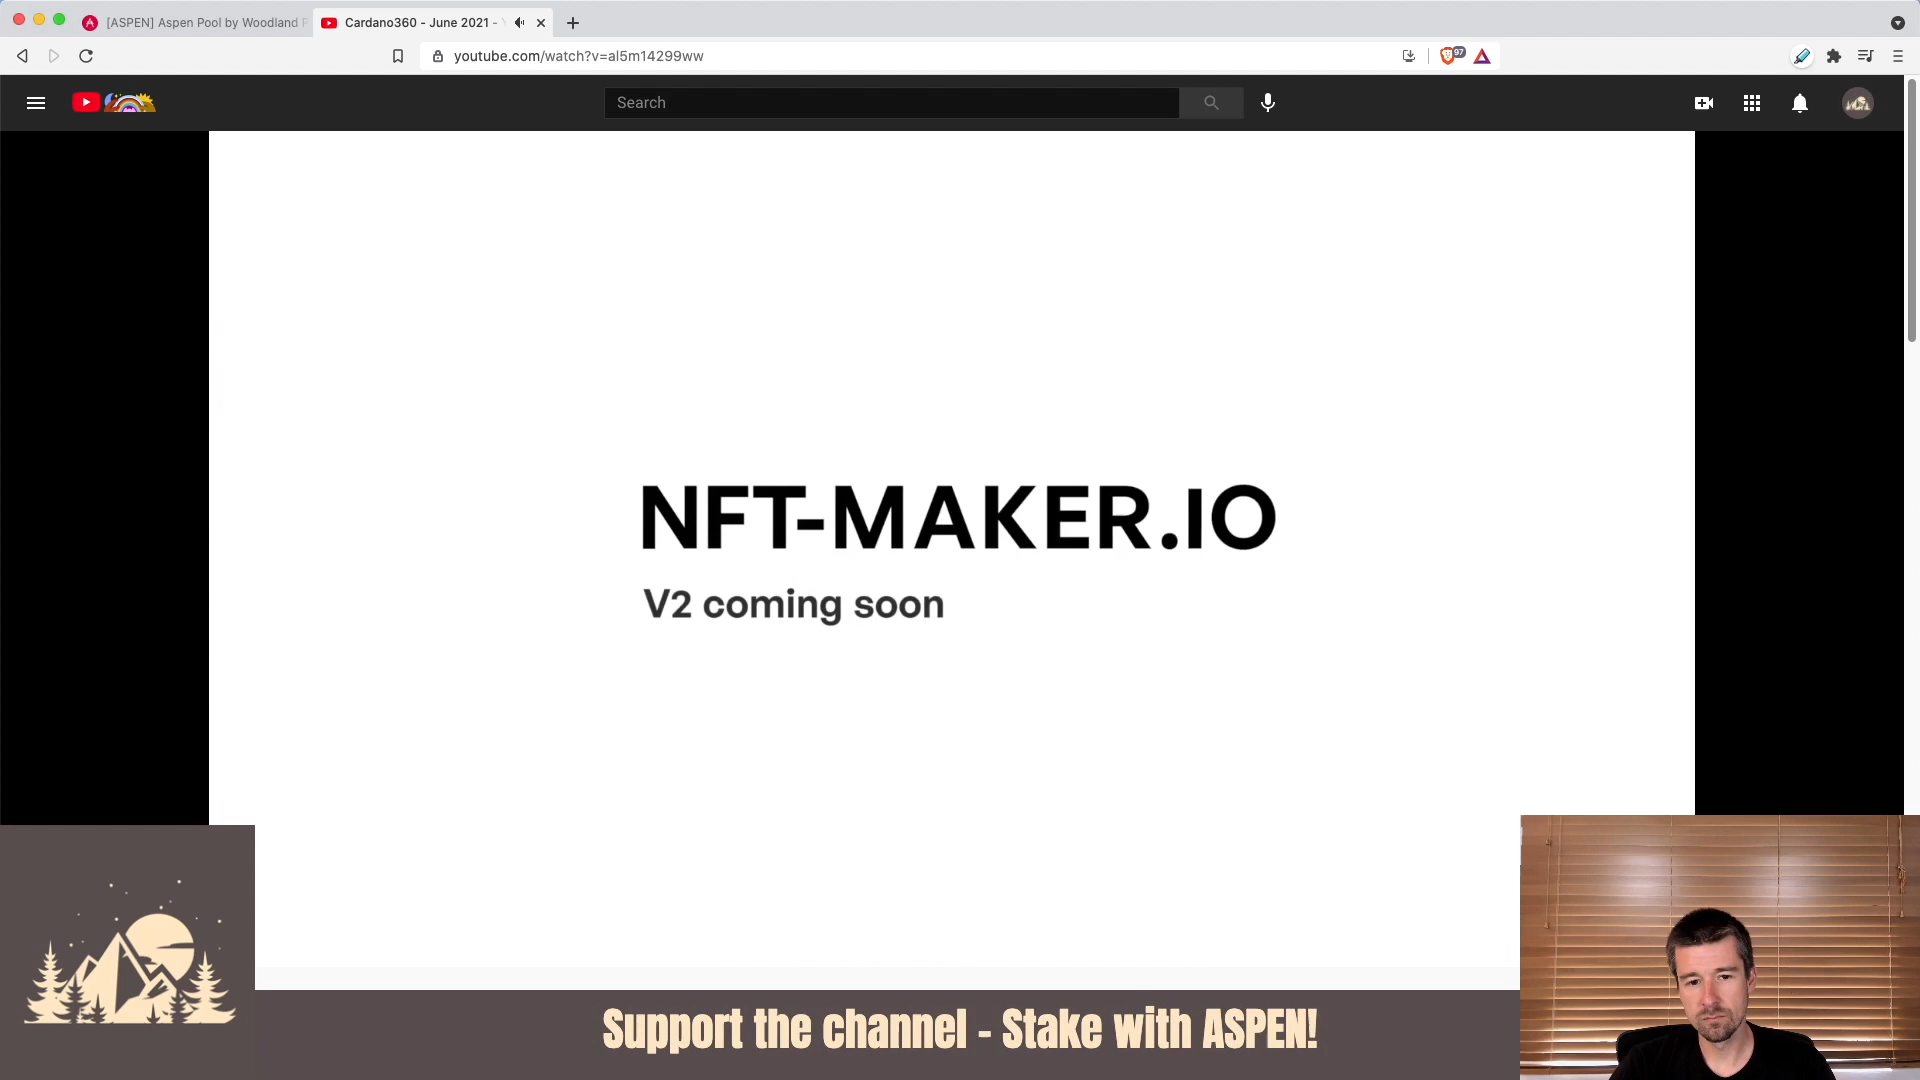 [ASPEN] Aspen Pool by Woodland P
Cardano360 - June 2021 -
youtube.com/watch?v=al5m14299ww
97
Search
NFT-MAKER.IO
V2 coming soon
Support the channel - Stake with ASPEN!